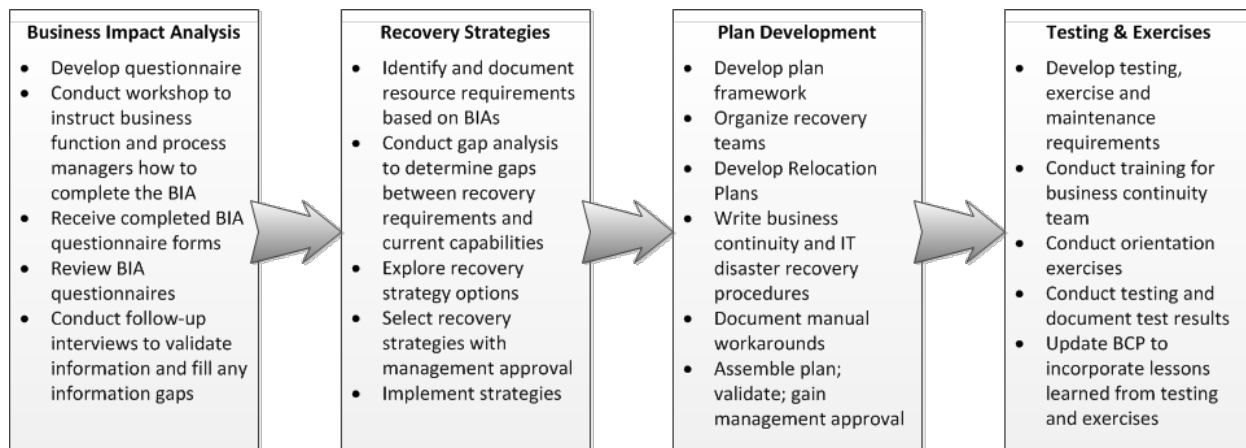 Business Impact Analysis
• Develop questionnaire
• Conduct workshop to
instruct business
function and process
managers how to
complete the BIA
• Receive completed BIA
questionnaire forms
• Review BIA
questionnaires
• Conduct follow-up
interviews to validate
information and fill any
information gaps
Recovery Strategies
• Identify and document
resource requirements
based on BIAs
• Conduct gap analysis
to determine gaps
between recovery
requirements and
current capabilities
• Explore recovery
strategy options
• Select recovery
strategies with
management approval
• Implement strategies
Plan Development
• Develop plan
framework
• Organize recovery
teams
• Develop Relocation
Plans
• Write business
continuity and IT
disaster recovery
procedures
• Document manual
workarounds
• Assemble plan;
validate; gain
management approval
Testing & Exercises
• Develop testing,
exercise and
maintenance
requirements
• Conduct training for
business continuity
team
• Conduct orientation
exercises
• Conduct testing and
document test results
• Update BCP to
incorporate lessons
learned from testing
and exercises